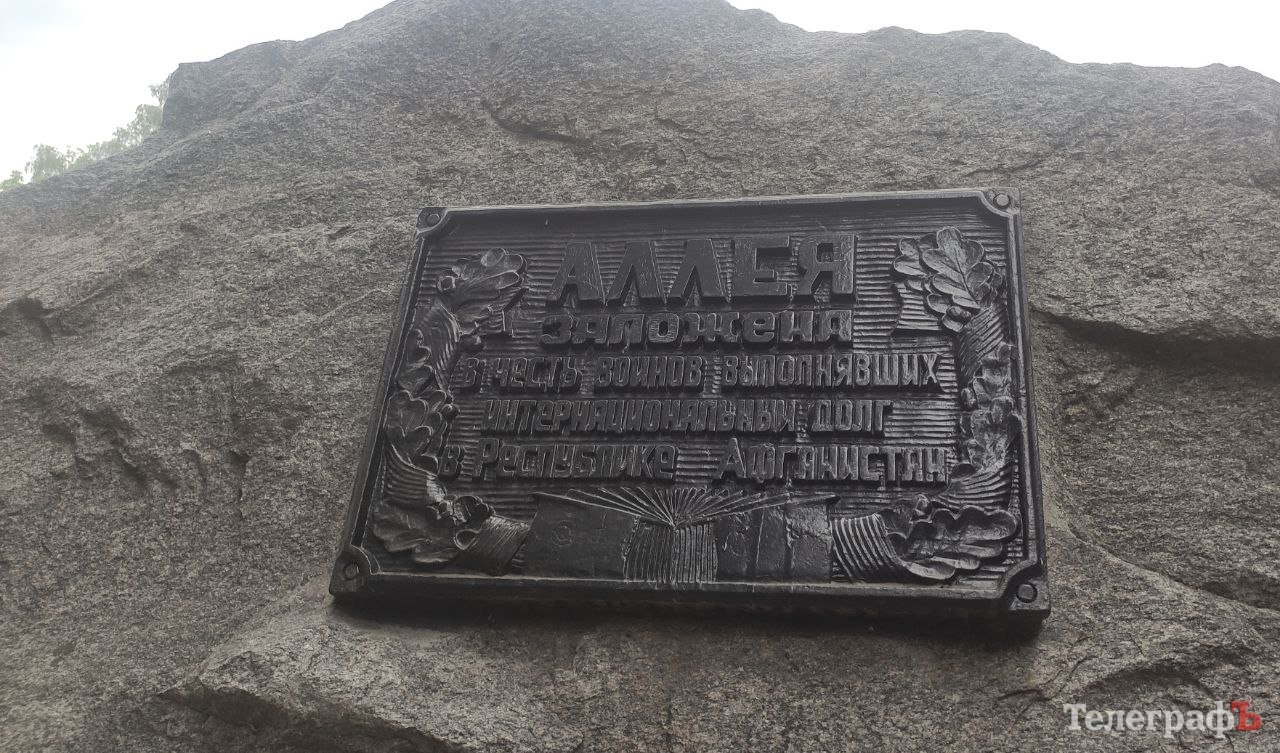 АЛЛЕЯ
ЗАЛОЖЕНА
В ЧЕСТЬ ВОИНОВ ВЫПОЛНЯВШИХ
ИНТЕРНАЦИОНАЛЬНЫЙ ДОЛГ
В РЕСПУБЛИКЕ АФГАНИСТАН
ТелеграфЪ